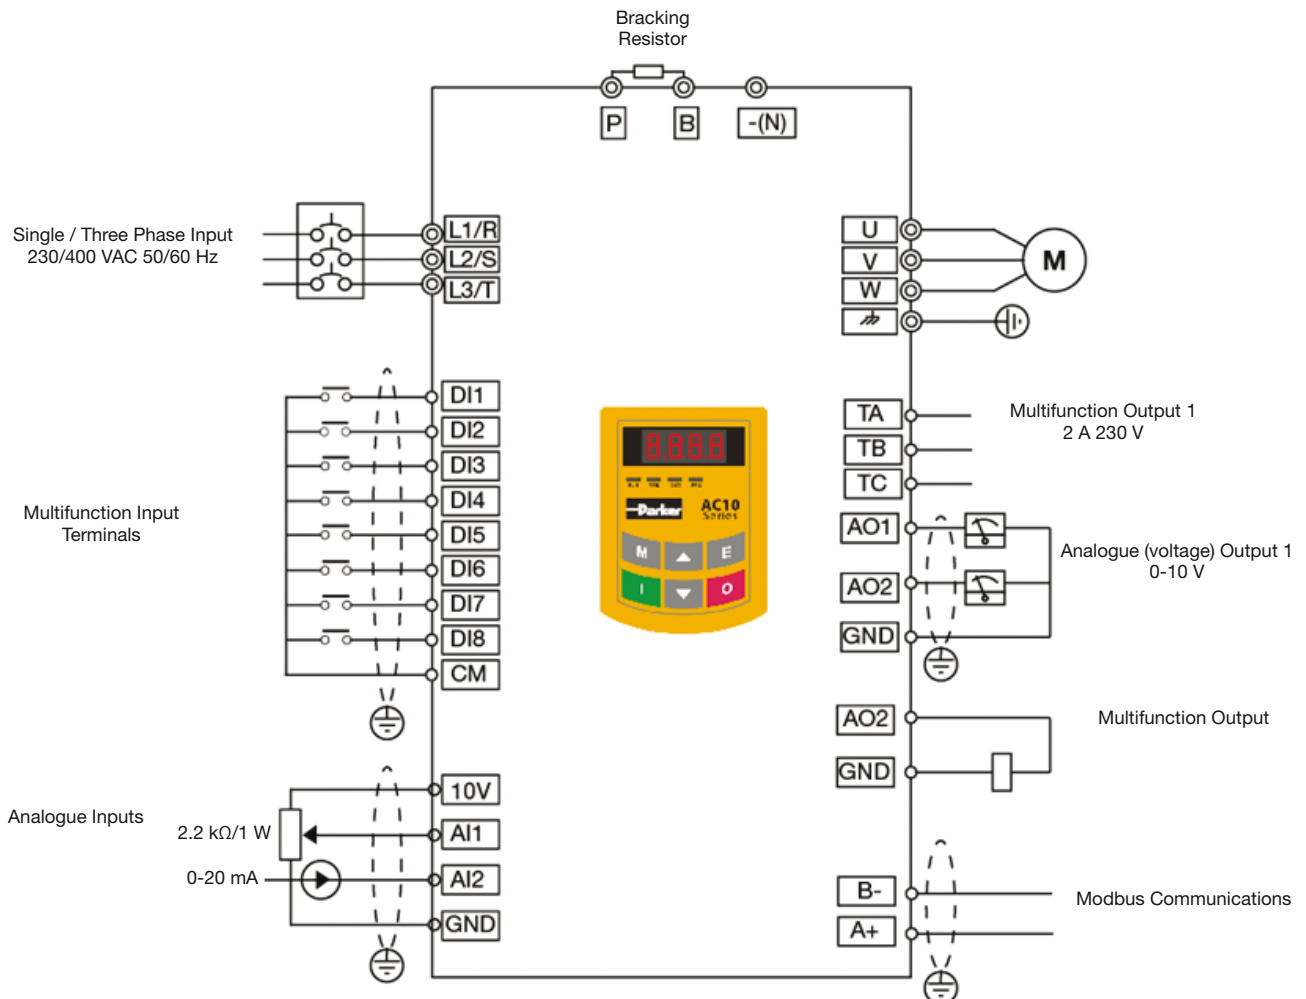 Bracking
Resistor
P
B
-(N)
Single / Three Phase Input
230/400 VAC 50/60 Hz
L1/R
L2/S
L3/T
U
V
W
M
Multifunction Input
Terminals
DI1
DI2
DI3
DI4
DI5
DI6
DI7
DI8
CM
8.8.8.8
Parker
AC10
Series
M
E
I
O
TA
TB
TC
Multifunction Output 1
2 A 230 V
AO1
AO2
GND
Analogue (voltage) Output 1
0-10 V
AO2
GND
Multifunction Output
Analogue Inputs
2.2 kΩ/1 W
0-20 mA
10V
AI1
AI2
GND
B-
A+
Modbus Communications